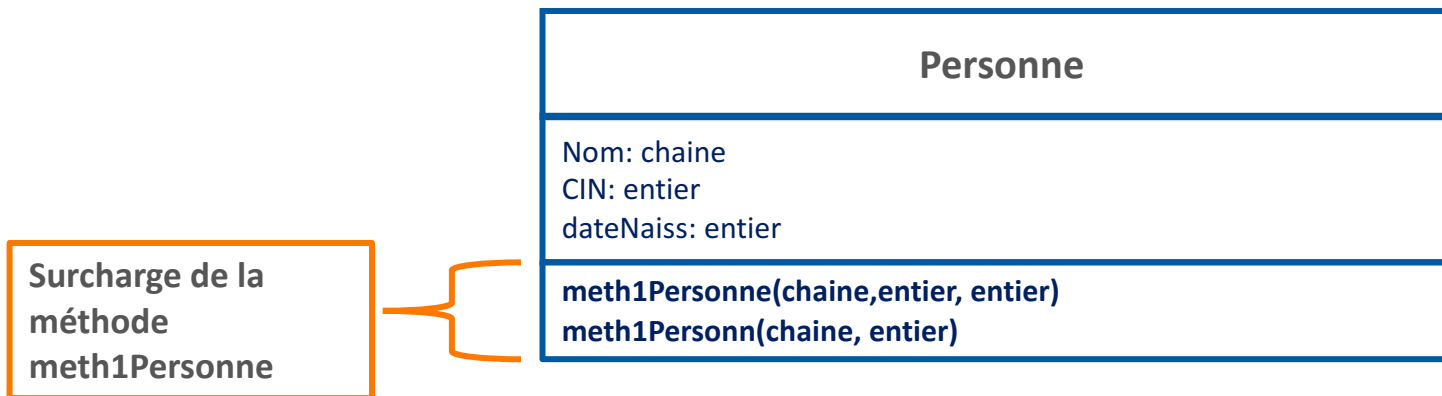 Personne
Nom: chaine
CIN: entier
dateNaiss: entier
Surcharge de la
méthode
meth1Personne
meth1Personne(chaine,entier, entier)
meth1Personn(chaine, entier)